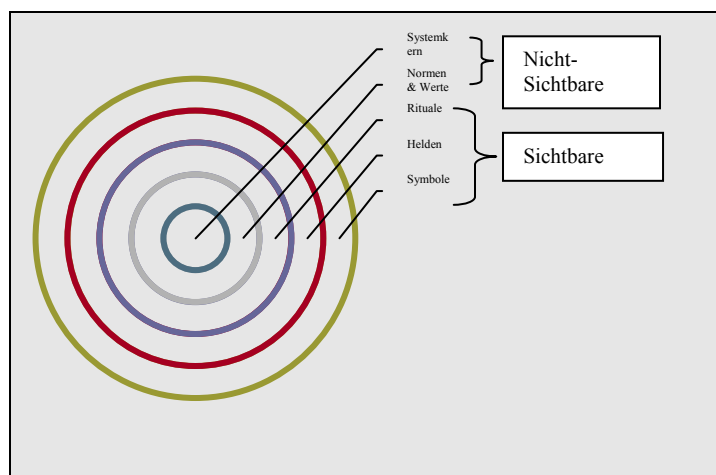 Systemk
ern
Normen
& Werte
Rituale
Helden
Symbole
Nicht-
Sichtbare
Sichtbare